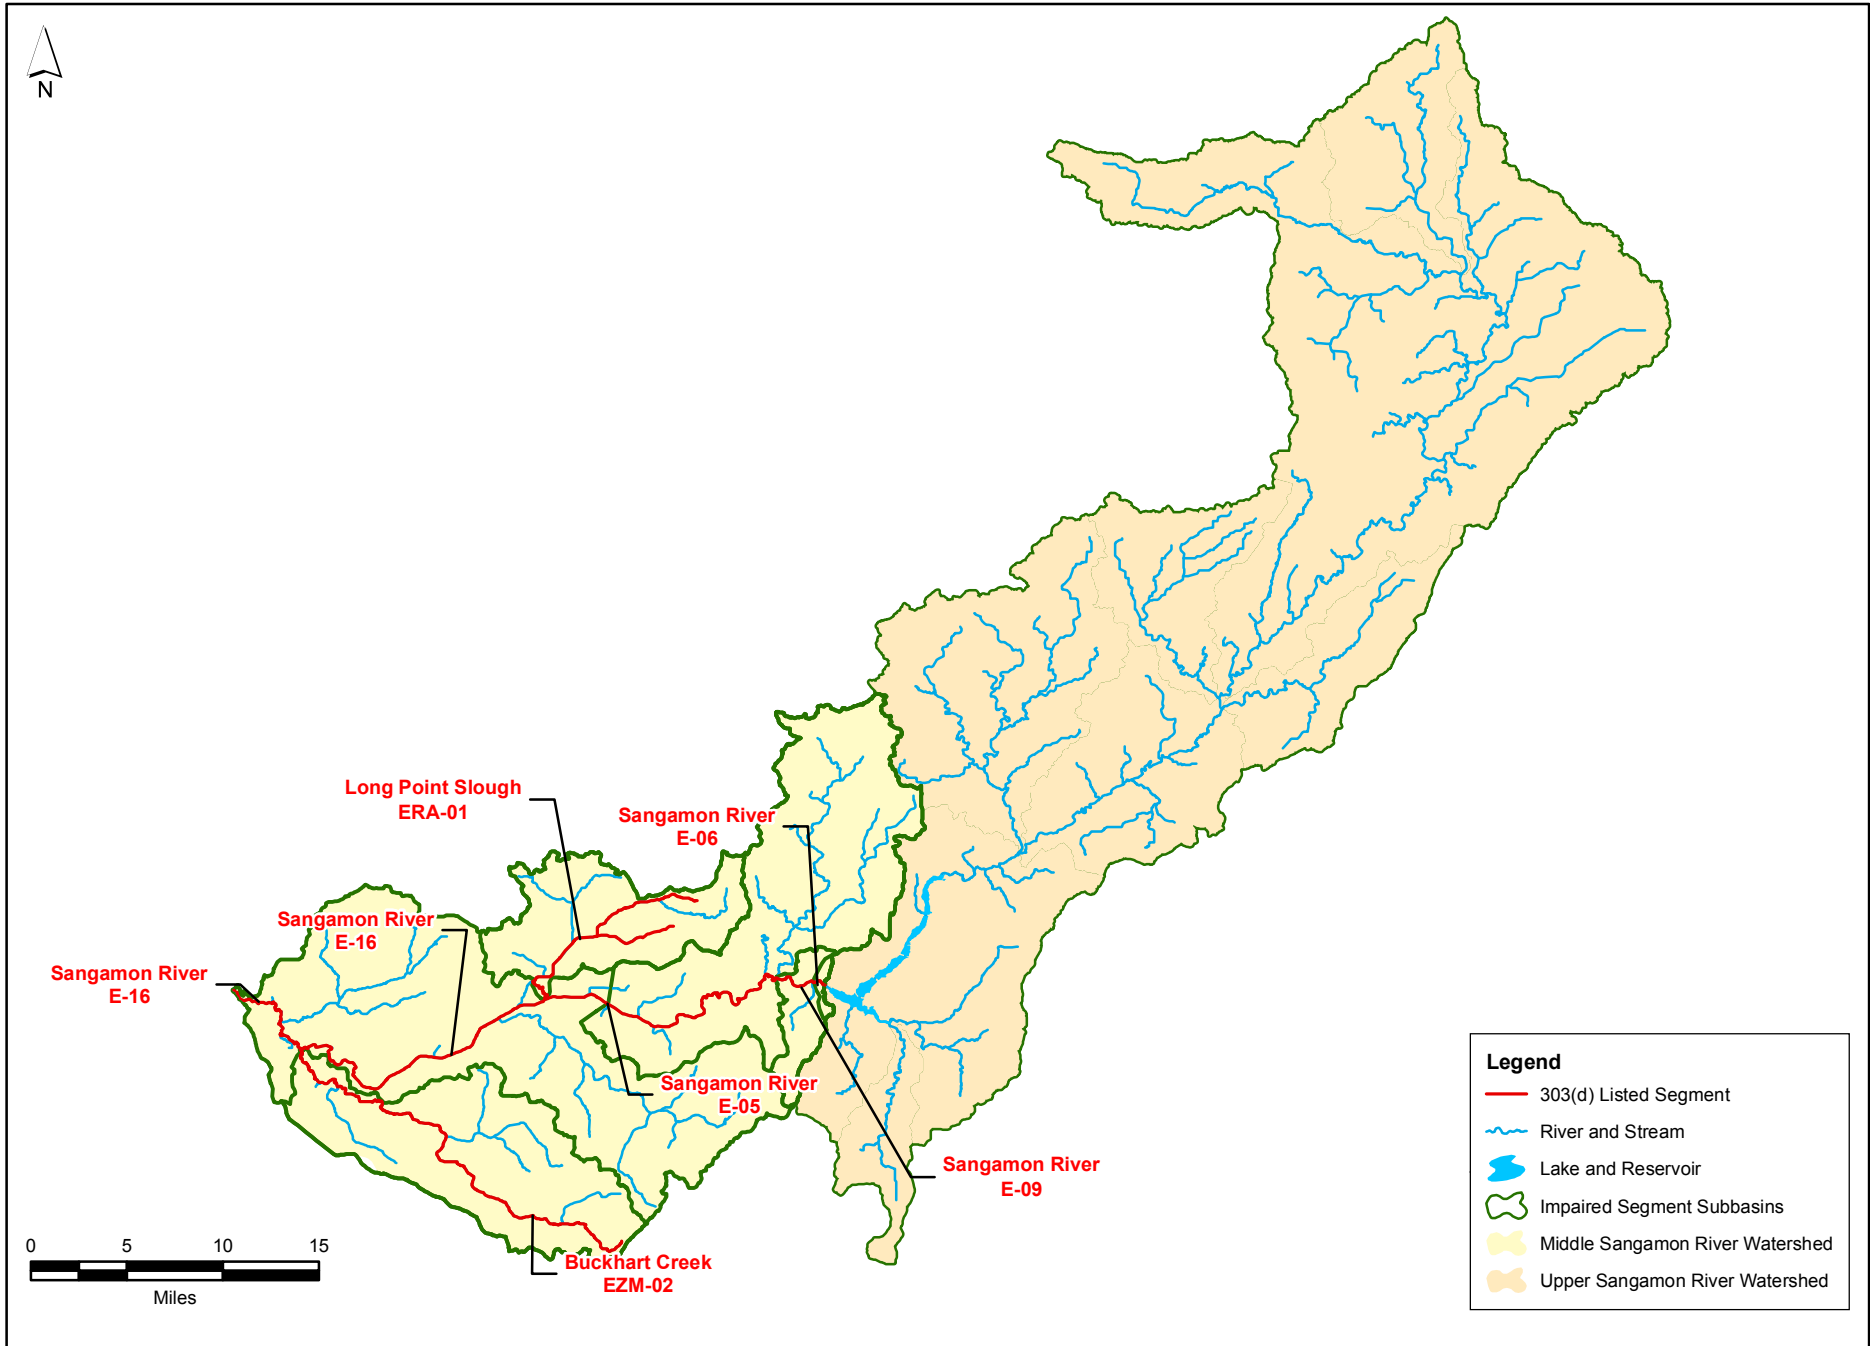 N
Long Point Slough
ERA-01
Sangamon River
E-06
Sangamon River
E-16
Sangamon River
E-16
Sangamon River
E-05
Sangamon River
E-09
Buckhart Creek
EZM-02
0 5 10 15
Miles
Legend
303(d) Listed Segment
River and Stream
Lake and Reservoir
Impaired Segment Subbasins
Middle Sangamon River Watershed
Upper Sangamon River Watershed